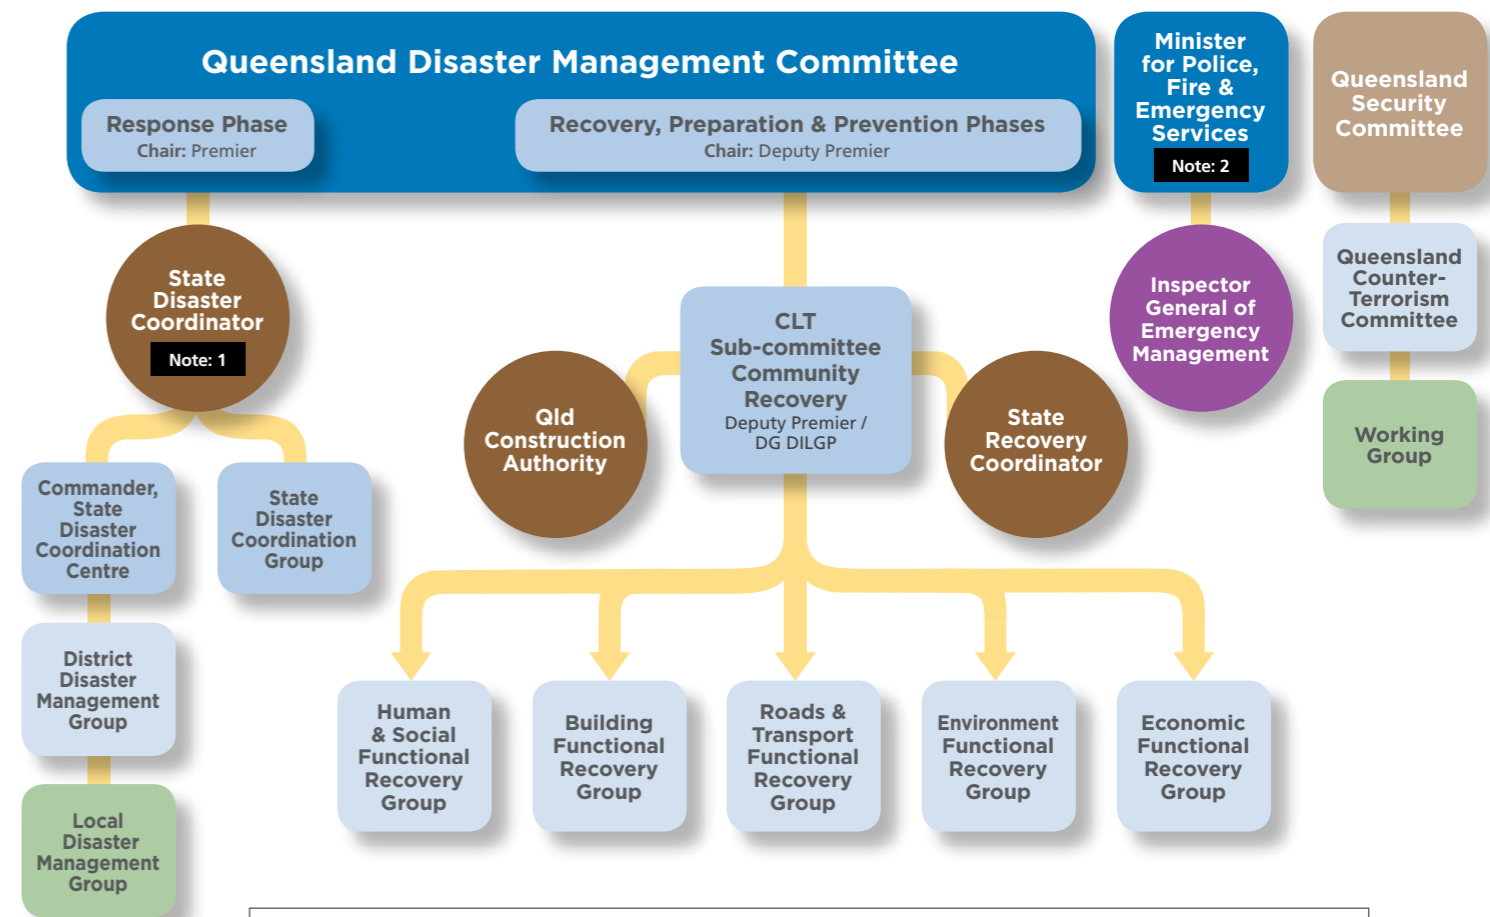 Queensland Disaster Management Committee
Response Phase
Chair: Premier
Recovery, Preparation & Prevention Phases
Chair: Deputy Premier
Minister
for Police,
Fire &
Emergency
Services
Note: 2
Queensland
Security
Committee
State
Disaster
Coordinator
Note: 1
Inspector
General of
Emergency
Management
Queensland
Counter-
Terrorism
Committee
CLT
Sub-committee
Community
Recovery
Deputy Premier /
DG DILGP
Qld
Construction
Authority
State
Recovery
Coordinator
Working
Group
Commander,
State
Disaster
Coordination
Centre
State
Disaster
Coordination
Group
District
Disaster
Management
Group
Human
& Social
Functional
Recovery
Group
Building
Functional
Recovery
Group
Roads &
Transport
Functional
Recovery
Group
Environment
Functional
Recovery
Group
Economic
Functional
Recovery
Group
Local
Disaster
Management
Group